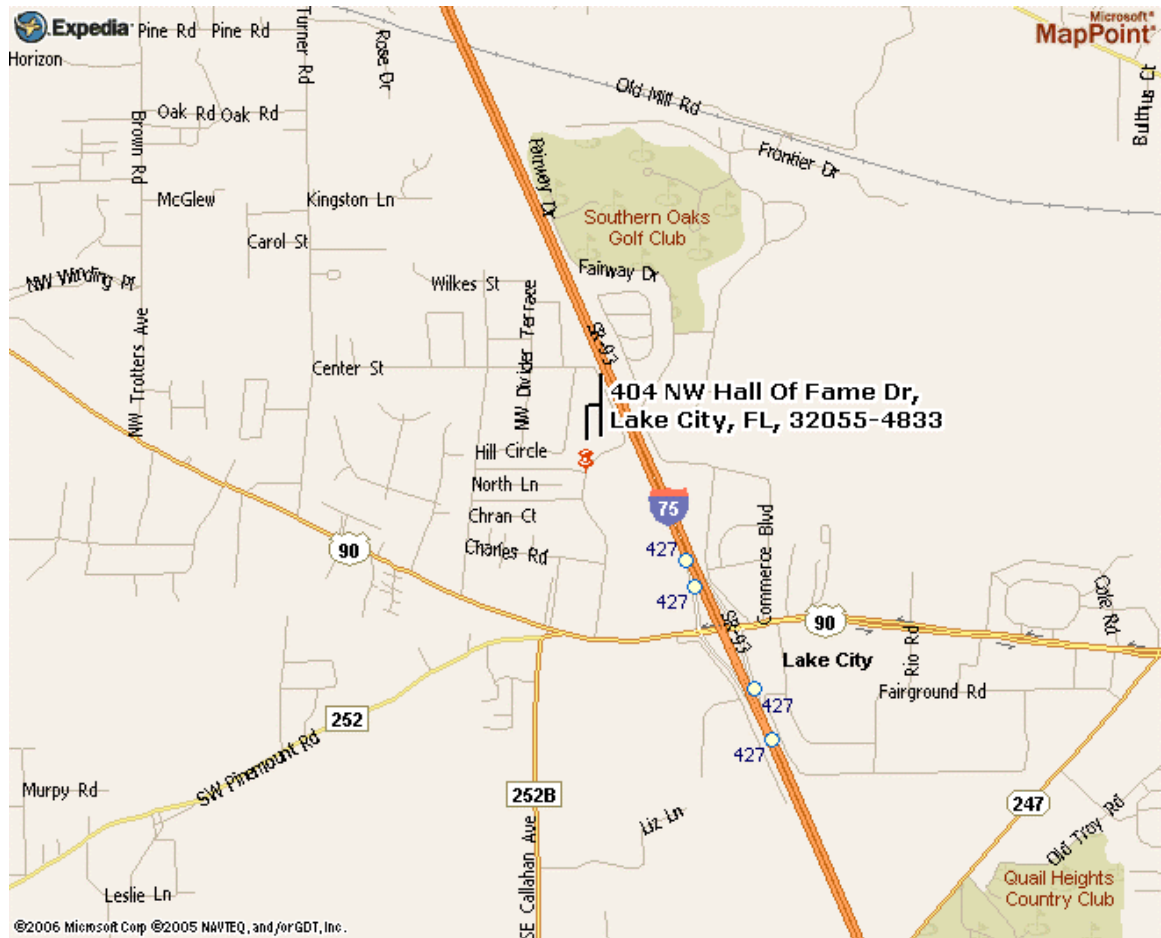 Expedia
Microsoft®
MapPoint®
Pine Rd
Pine Rd
Turner Rd
Rose Dr
Horizon
Old Mill Rd
Bulthus Ct
Oak Rd
Oak Rd
Brown Rd
Frontier Dr
Fairway Dr
McGlew
Kingston Ln
Southern Oaks
Golf Club
Carol St
Fairway Dr
NW Winding Pl
Wilkes St
NW Divider Terrace
NW Trotters Ave
SR-93
Center St
404 NW Hall Of Fame Dr,
Lake City, FL, 32055-4833
Hill Circle
North Ln
75
Chran Ct
Commerce Blvd
Charles Rd
90
427
427
SR-93
90
Cole Rd
Rio Rd
Lake City
Fairground Rd
427
252
427
SW Pinemount Rd
Murpy Rd
252B
247
Liz Ln
Old Troy Rd
SE Callahan Ave
Quail Heights
Country Club
Leslie Ln
©2006 Microsoft Corp ©2005 NAVTEQ, and/or GDT, Inc.